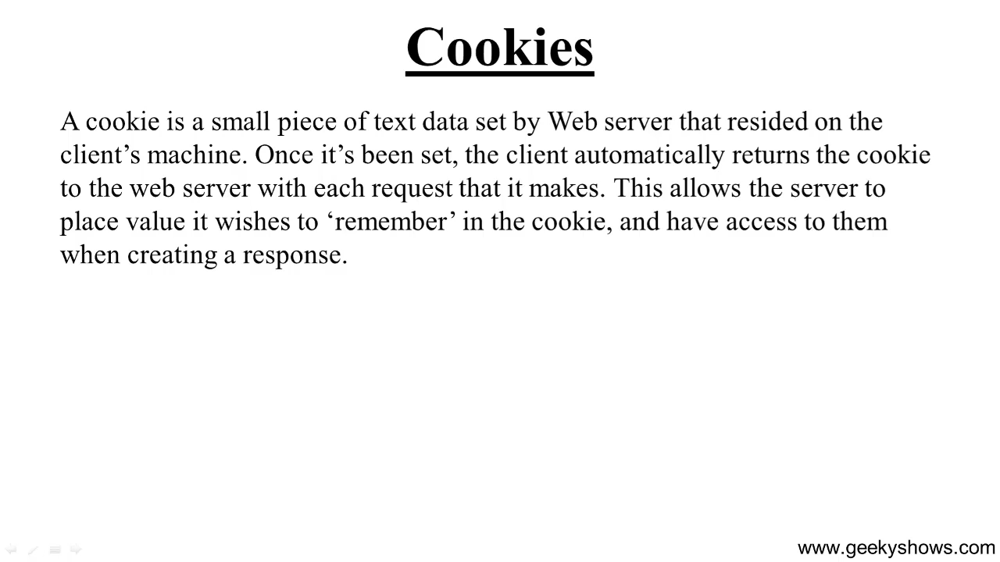 Cookies
A cookie is a small piece of text data set by Web server that resided on the
client’s machine. Once it’s been set, the client automatically returns the cookie
to the web server with each request that it makes. This allows the server to
place value it wishes to ‘remember’ in the cookie, and have access to them
when creating a response.
www.geekyshows.com